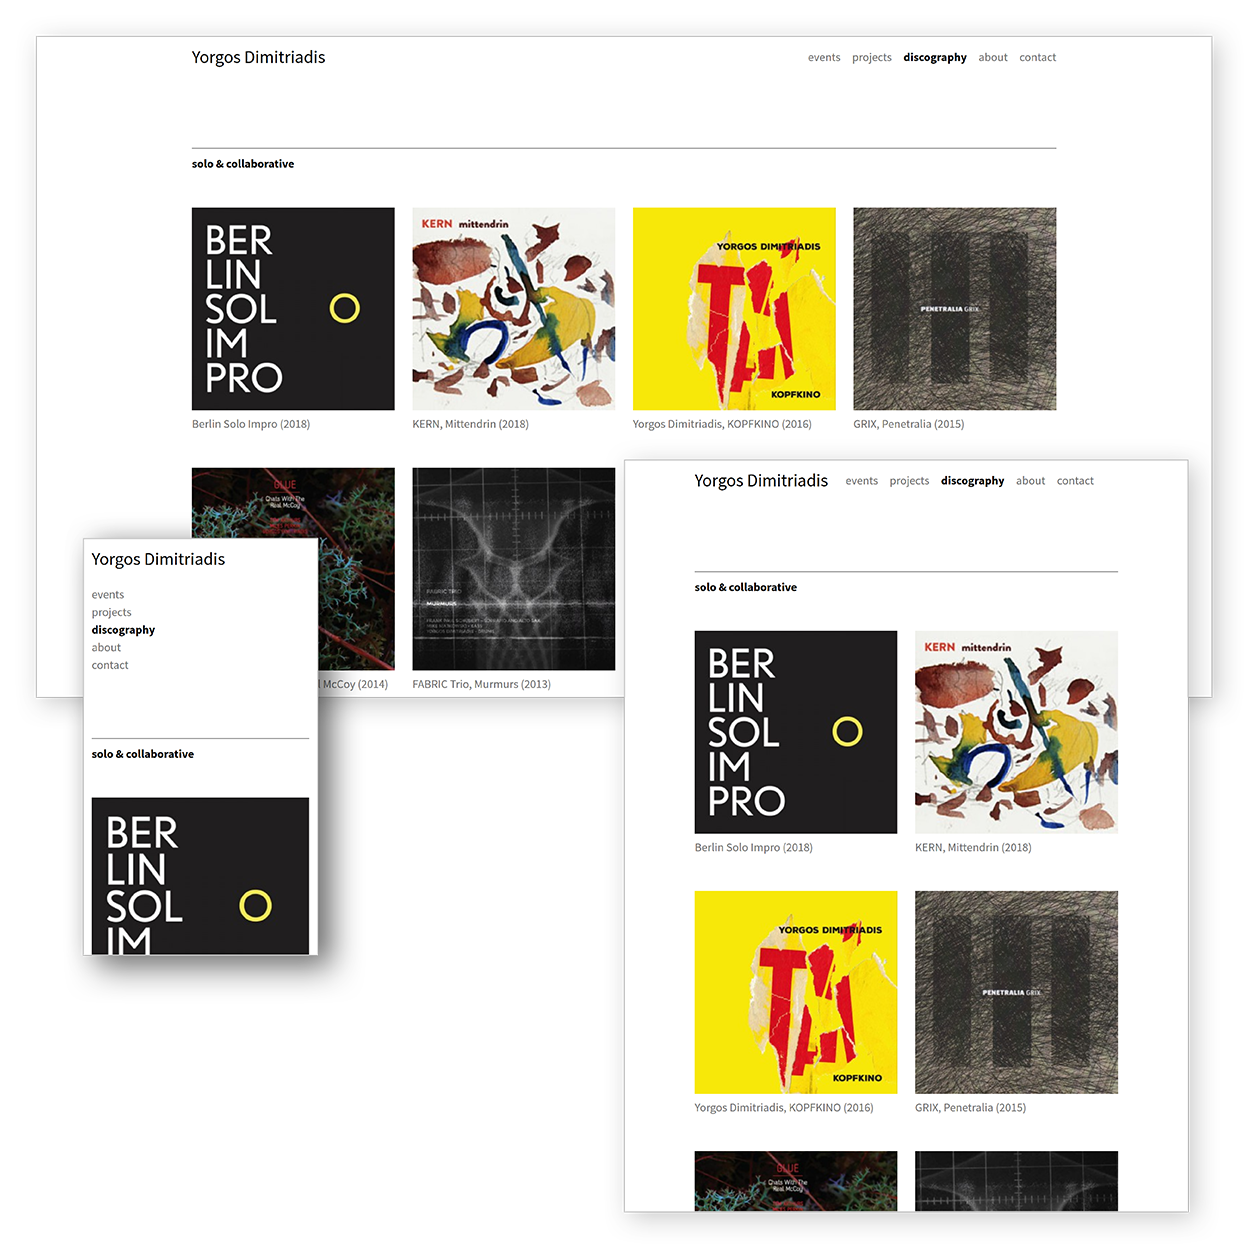 Yorgos Dimitriadis
events projects discography about contact
solo & collaborative
BER
LIN
SOL
IM
PRO
KERN mittendrin
YORGOS DIMITRIADIS
KOPFKINO
PENETRALIA GRIX
Berlin Solo Impro (2018)
KERN, Mittendrin (2018)
Yorgos Dimitriadis, KOPFKINO (2016)
GRIX, Penetralia (2015)
GLUE
Chats With The
Real McCoy
FABRIC TRIO
MURMURS
l McCoy (2014)
FABRIC Trio, Murmurs (2013)
Yorgos Dimitriadis
events
projects
discography
about
contact
solo & collaborative
BER
LIN
SOL
IM
Yorgos Dimitriadis events projects discography about contact
solo & collaborative
BER
LIN
SOL
IM
PRO
KERN mittendrin
Berlin Solo Impro (2018)
KERN, Mittendrin (2018)
YORGOS DIMITRIADIS
KOPFKINO
PENETRALIA GRIX
Yorgos Dimitriadis, KOPFKINO (2016)
GRIX, Penetralia (2015)
GLUE
Chats With The
Real McCoy